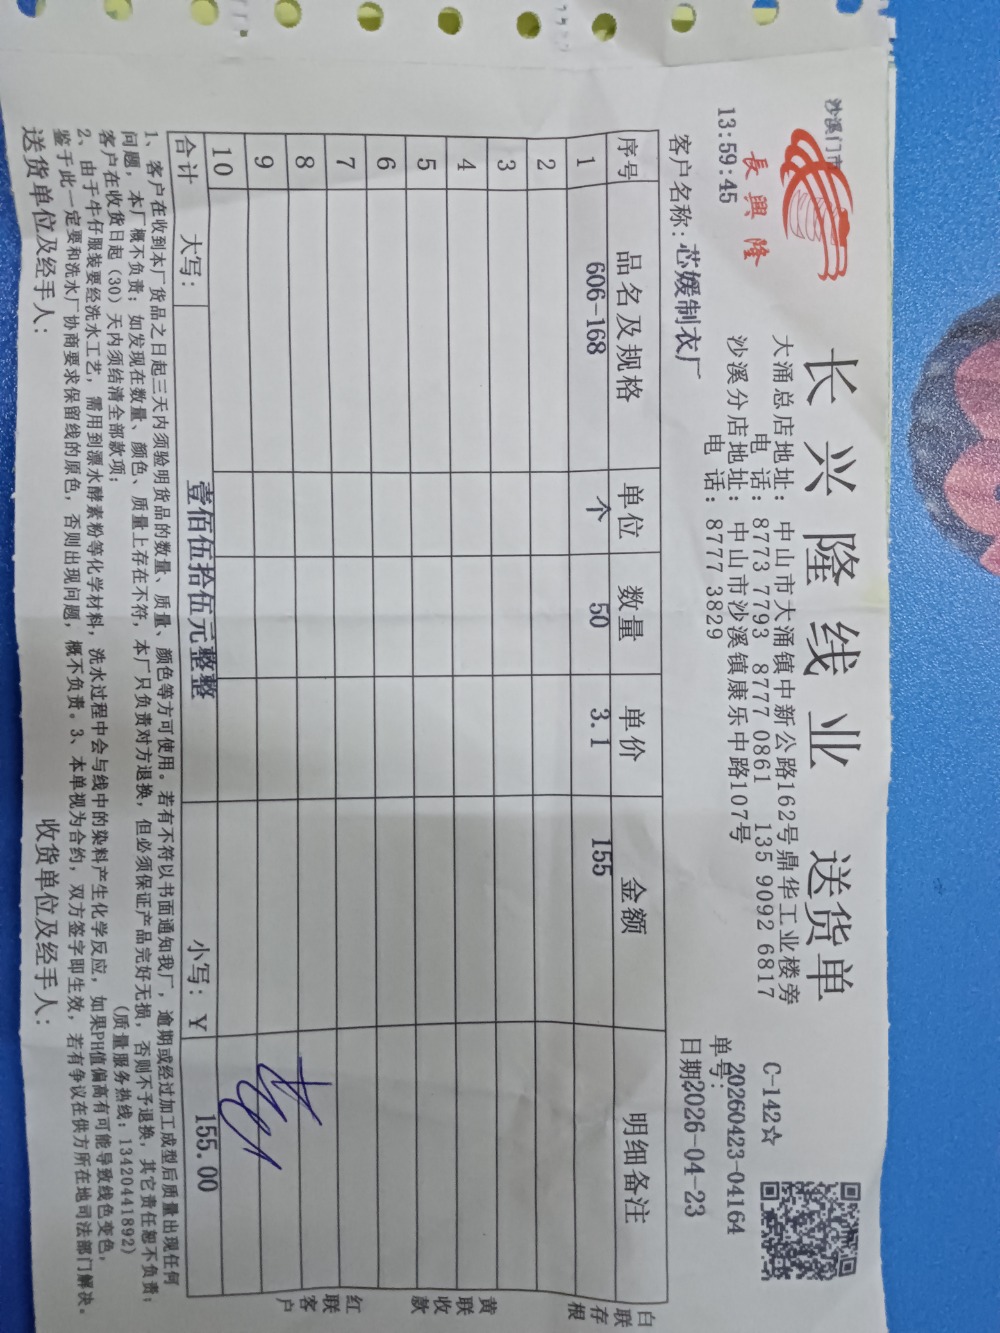 沙溪门市
長興隆
13:59:45
长兴隆线业 送货单
大涌总店地址：中山市大涌镇中新公路162号鼎华工业楼旁
电话：8773 7793 8777 0861 135 9092 6817
沙溪分店地址：中山市沙溪镇康乐中路107号
电话：8777 3829
C-142☆
单号：20260423-04164
客户名称：芯媛制衣厂
日期2026-04-23
序号 品名及规格 单位 数量 单价 金额 明细备注
1 606-168 个 50 3.1 155
2
3
4
5
6
7
8
9
10
合计 大写： 壹佰伍拾伍元整整 小写：¥ 155.00
1、客户在收到本厂货品之日起三天内须验明货品的数量、质量、颜色等方可使用。若有不符以书面通知我厂，逾期或经过加工成型后质量出现任何
问题，本厂概不负责；如发现在数量、颜色、质量上存在不符，本厂只负责对方退换，但必须保证产品完好无损，否则不予退换，其它责任恕不负责；
客户在收货日起（30）天内须结清全部款项；
（质量服务热线：13420441892）
2、由于牛仔服装要经洗水工艺，需用到漂水酵素粉等化学材料，洗水过程中会与线中的染料产生化学反应，如果PH值偏高有可能导致线色变色，
鉴于此一定要和洗水厂协商要求保留线的原色，否则出现问题，概不负责。3、本单视为合约，双方签字即生效，若有争议在供方所在地司法部门解决。
送货单位及经手人：
收货单位及经手人：
白联存根
黄联收款
红联客户